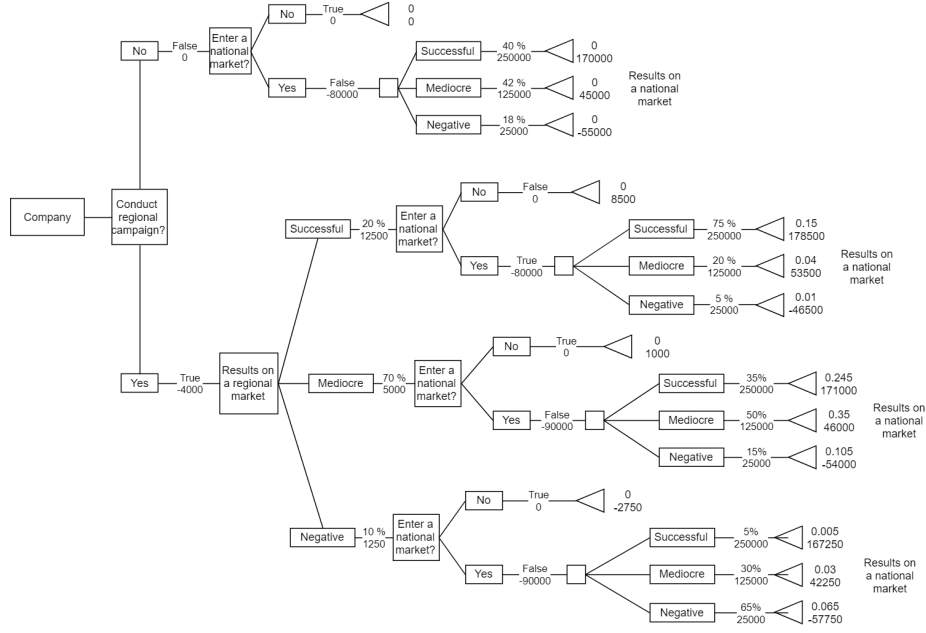 No
True
0
0
0
No
False
0
Enter a
national
market?
Successful
40 %
250000
0
170000
Yes
False
-80000
Mediocre
42 %
125000
0
45000
Negative
18 %
25000
0
-55000
Results on
a national
market
Company
Conduct
regional
campaign?
Successful
20 %
12500
Enter a
national
market?
No
False
0
0
8500
Yes
True
-80000
Successful
75 %
250000
0.15
178500
Mediocre
20 %
125000
0.04
53500
Negative
5 %
25000
0.01
-46500
Results on
a national
market
Yes
True
-4000
Results on
a regional
market
Mediocre
70 %
5000
Enter a
national
market?
No
True
0
0
1000
Yes
False
-90000
Successful
35%
250000
0.245
171000
Mediocre
50%
125000
0.35
46000
Negative
15%
25000
0.105
-54000
Results on
a national
market
Negative
10 %
1250
Enter a
national
market?
No
True
0
0
-2750
Yes
False
-90000
Successful
5%
250000
0.005
167250
Mediocre
30%
125000
0.03
42250
Negative
65%
25000
0.065
-57750
Results on
a national
market